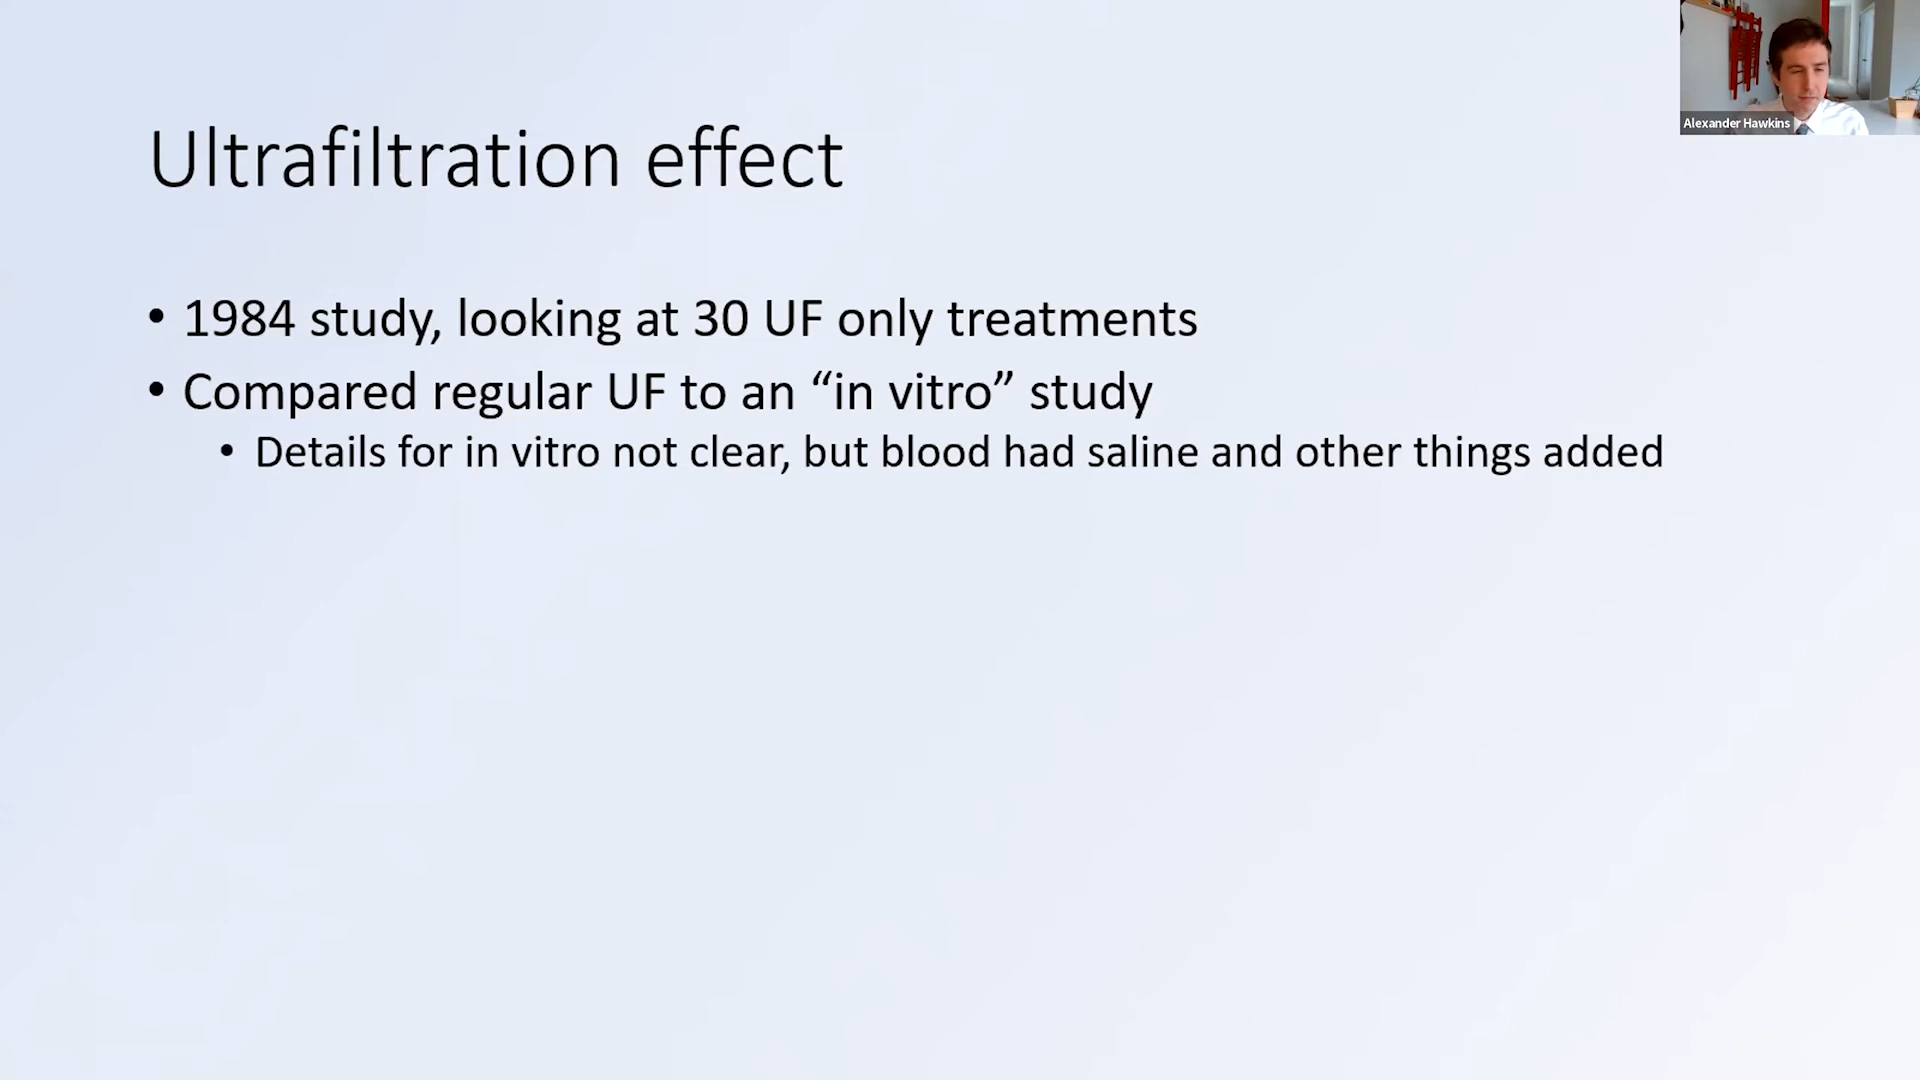 Alexander Hawkins
Ultrafiltration effect
• 1984 study, looking at 30 UF only treatments
• Compared regular UF to an “in vitro” study
• Details for in vitro not clear, but blood had saline and other things added